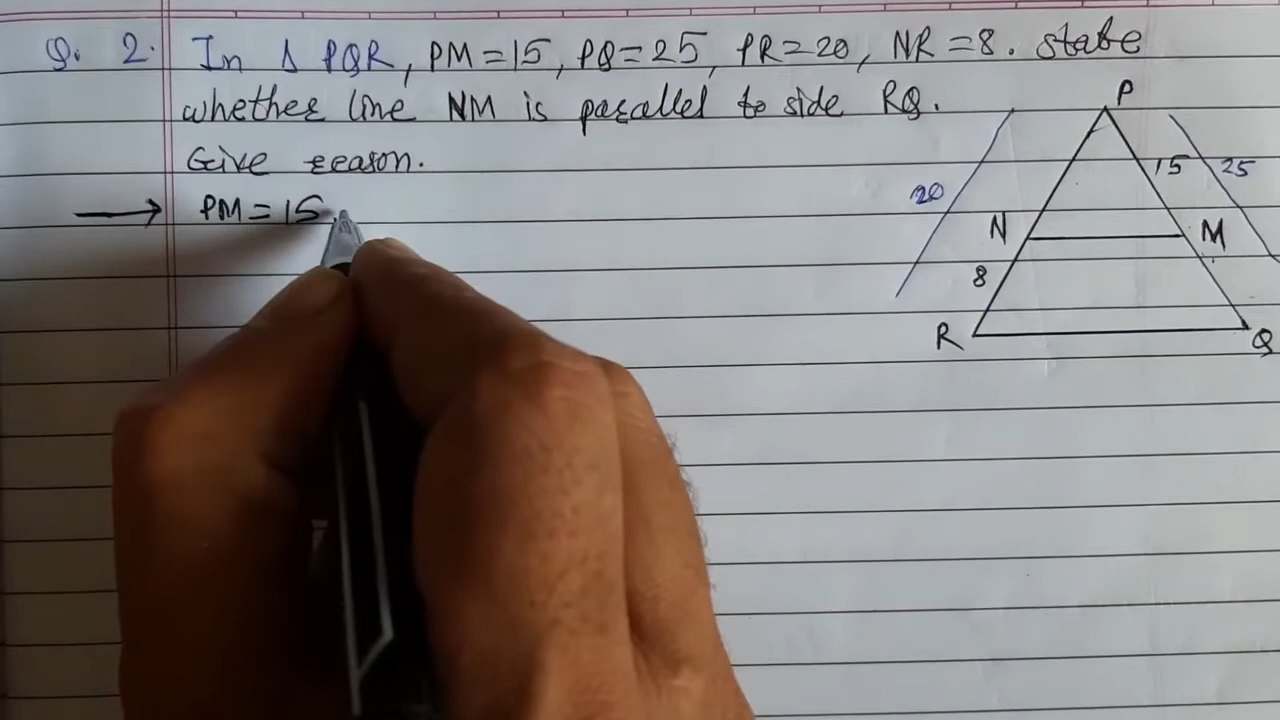 Q. 2. In Δ PQR, PM = 15, PQ = 25, PR = 20, NR = 8. State
whether line NM is parallel to side RQ.
Give reason.
→ PM = 15,
P
15
25
20
N
M
8
R
Q